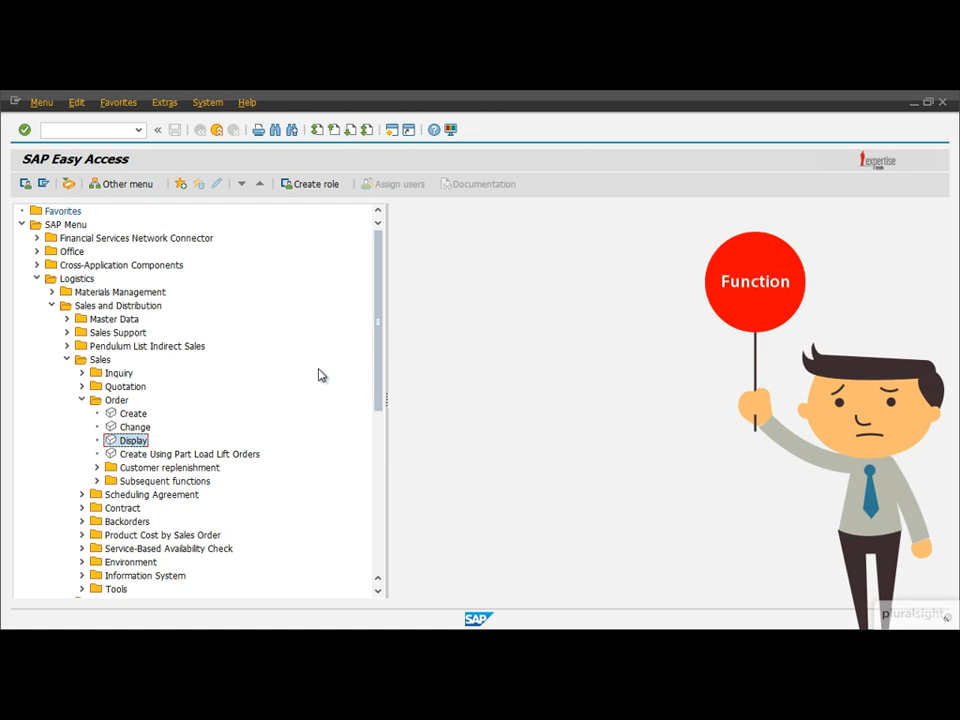 Menu Edit Favorites Extras System Help
SAP Easy Access
expertise
Other menu Create role Assign users Documentation
Favorites
SAP Menu
Financial Services Network Connector
Office
Cross-Application Components
Logistics
Materials Management
Sales and Distribution
Master Data
Sales Support
Pendulum List Indirect Sales
Sales
Inquiry
Quotation
Order
Create
Change
Display
Create Using Part Load Lift Orders
Customer replenishment
Subsequent functions
Scheduling Agreement
Contract
Backorders
Product Cost by Sales Order
Service-Based Availability Check
Environment
Information System
Tools
Function
SAP
pluralsight